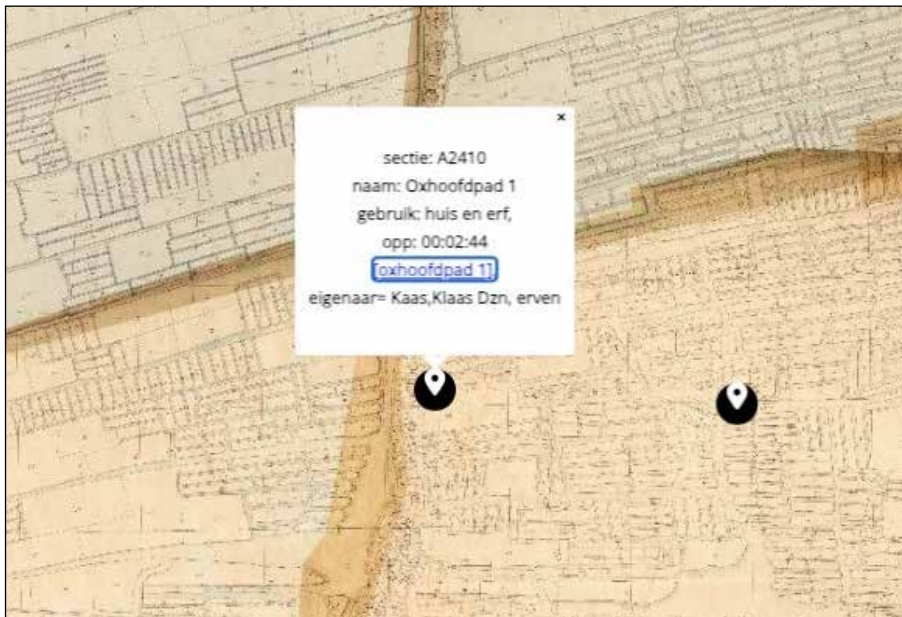 ×
sectie: A2410
naam: Oxhoofdpad 1
gebruik: huis en erf,
opp: 00:02:44
[oxhoofdpad 1],
eigenaar= Kaas,Klaas Dzn, erven